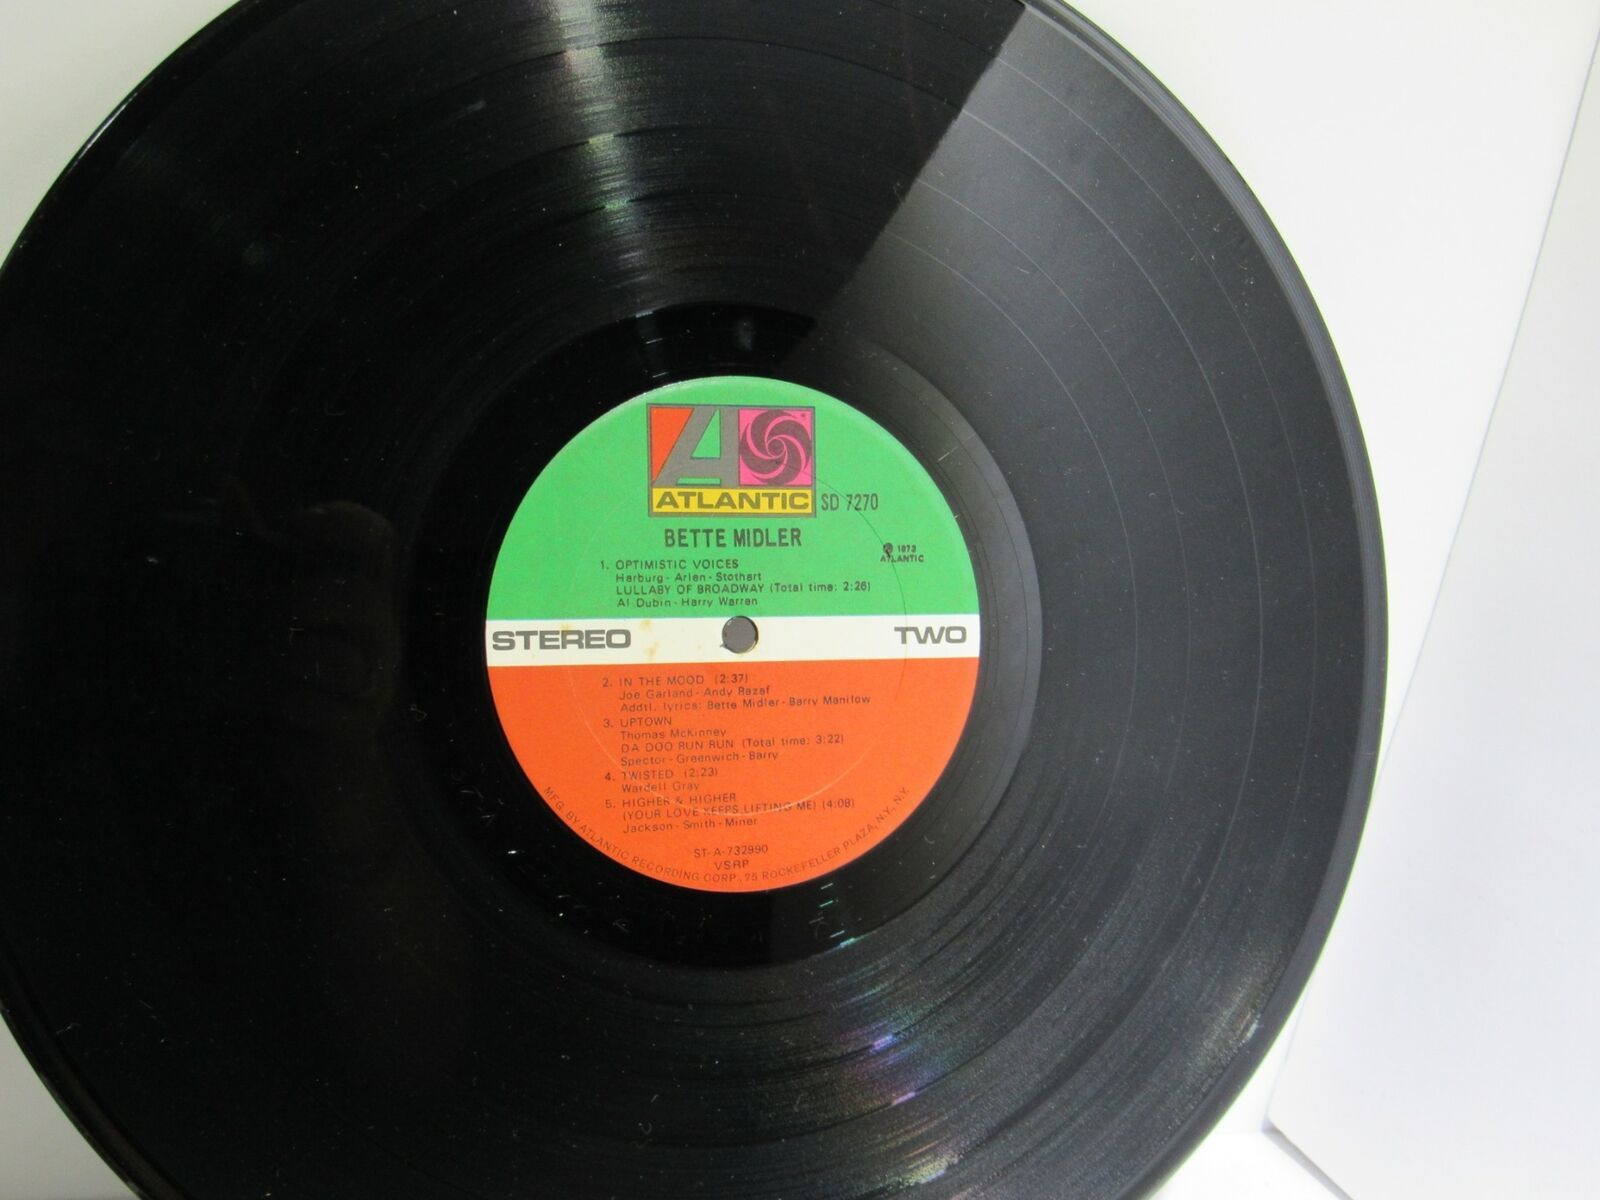 ATLANTIC SD 7270
BETTE MIDLER
℗ 1973
ATLANTIC
1. OPTIMISTIC VOICES
Harburg - Arlen - Stothart
LULLABY OF BROADWAY (Total time: 2:26)
Al Dubin - Harry Warren
STEREO TWO
2. IN THE MOOD (2:37)
Joe Garland - Andy Razaf
Addtl. lyrics: Bette Midler - Barry Manilow
3. UPTOWN
Thomas McKinney
DA DOO RUN RUN (Total time: 3:22)
Spector - Greenwich - Barry
4. TWISTED (2:23)
Wardell Gray
5. HIGHER & HIGHER
(YOUR LOVE KEEPS LIFTING ME) (4:08)
Jackson - Smith - Miner
ST-A-732990
VSRP
MFG. BY ATLANTIC RECORDING CORP., 75 ROCKEFELLER PLAZA, N.Y., N.Y.